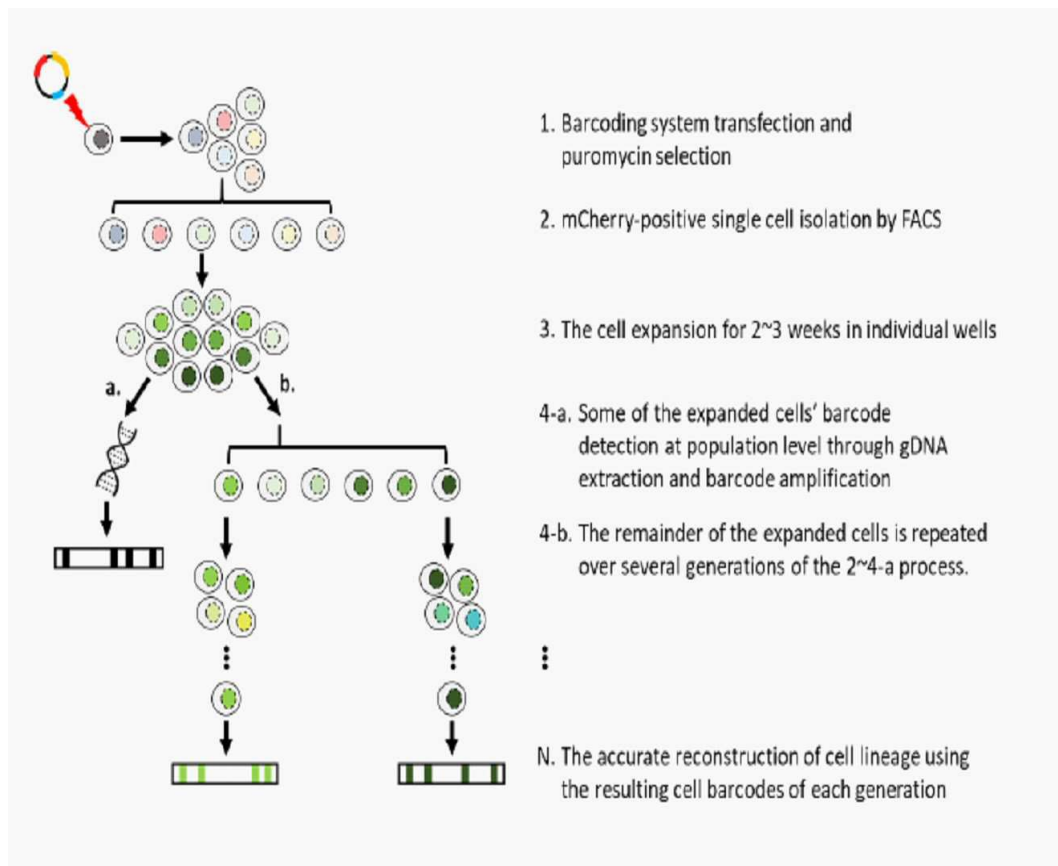 1. Barcoding system transfection and
puromycin selection
2. mCherry-positive single cell isolation by FACS
3. The cell expansion for 2~3 weeks in individual wells
a.
b.
4-a. Some of the expanded cells' barcode
detection at population level through gDNA
extraction and barcode amplification
4-b. The remainder of the expanded cells is repeated
over several generations of the 2~4-a process.
N. The accurate reconstruction of cell lineage using
the resulting cell barcodes of each generation